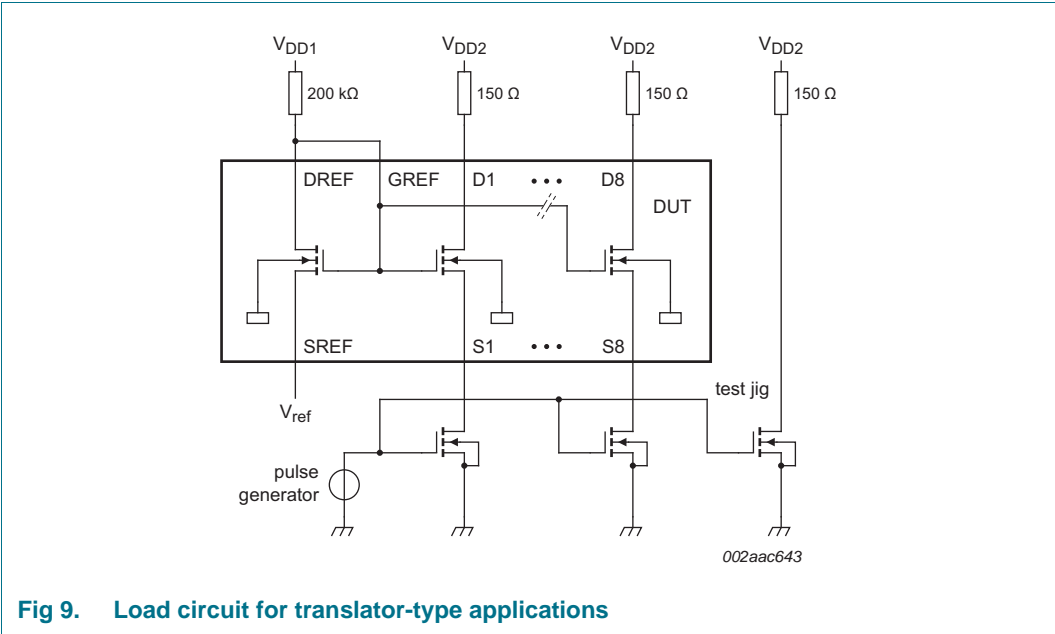 VDD1 VDD2 VDD2 VDD2
200 kΩ 150 Ω 150 Ω 150 Ω
DREF GREF D1 • • • D8
DUT
SREF S1 • • • S8
test jig
Vref
pulse
generator
002aac643
Fig 9. Load circuit for translator-type applications